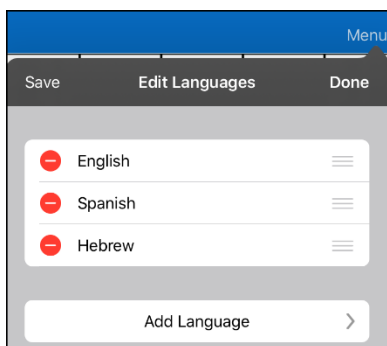 Menu
Save Edit Languages Done
English
Spanish
Hebrew
Add Language